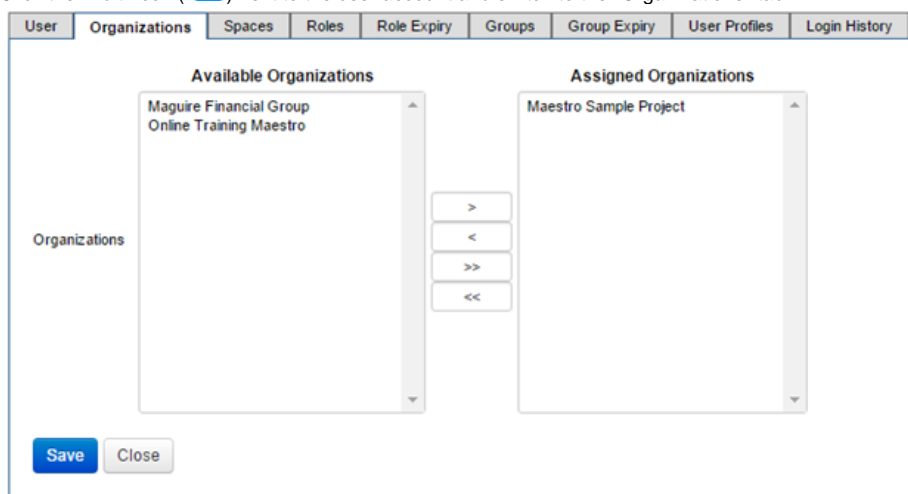 User Organizations Spaces Roles Role Expiry Groups Group Expiry User Profiles Login History
Available Organizations
Assigned Organizations
Maguire Financial Group
Online Training Maestro
Maestro Sample Project
Organizations
>
<
>>
<<
Save Close